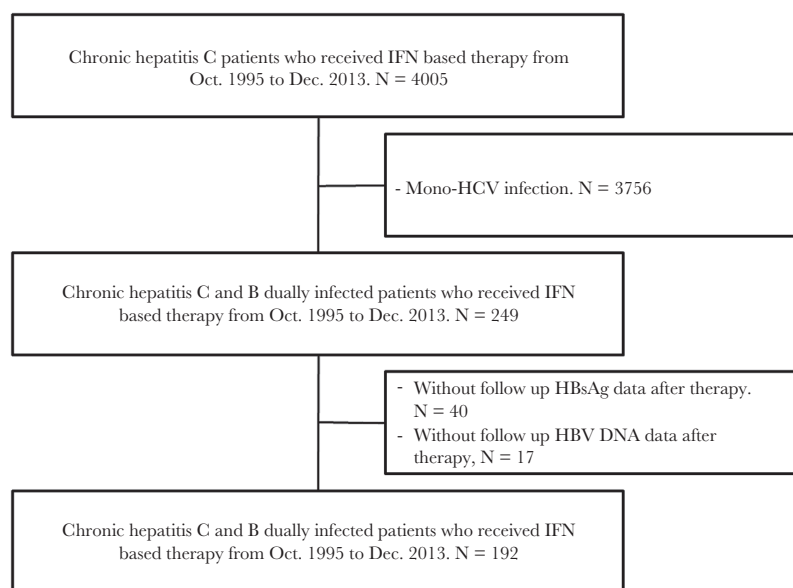 Chronic hepatitis C patients who received IFN based therapy from
Oct. 1995 to Dec. 2013. N = 4005
- Mono-HCV infection. N = 3756
Chronic hepatitis C and B dually infected patients who received IFN
based therapy from Oct. 1995 to Dec. 2013. N = 249
- Without follow up HBsAg data after therapy.
N = 40
- Without follow up HBV DNA data after
therapy, N = 17
Chronic hepatitis C and B dually infected patients who received IFN
based therapy from Oct. 1995 to Dec. 2013. N = 192